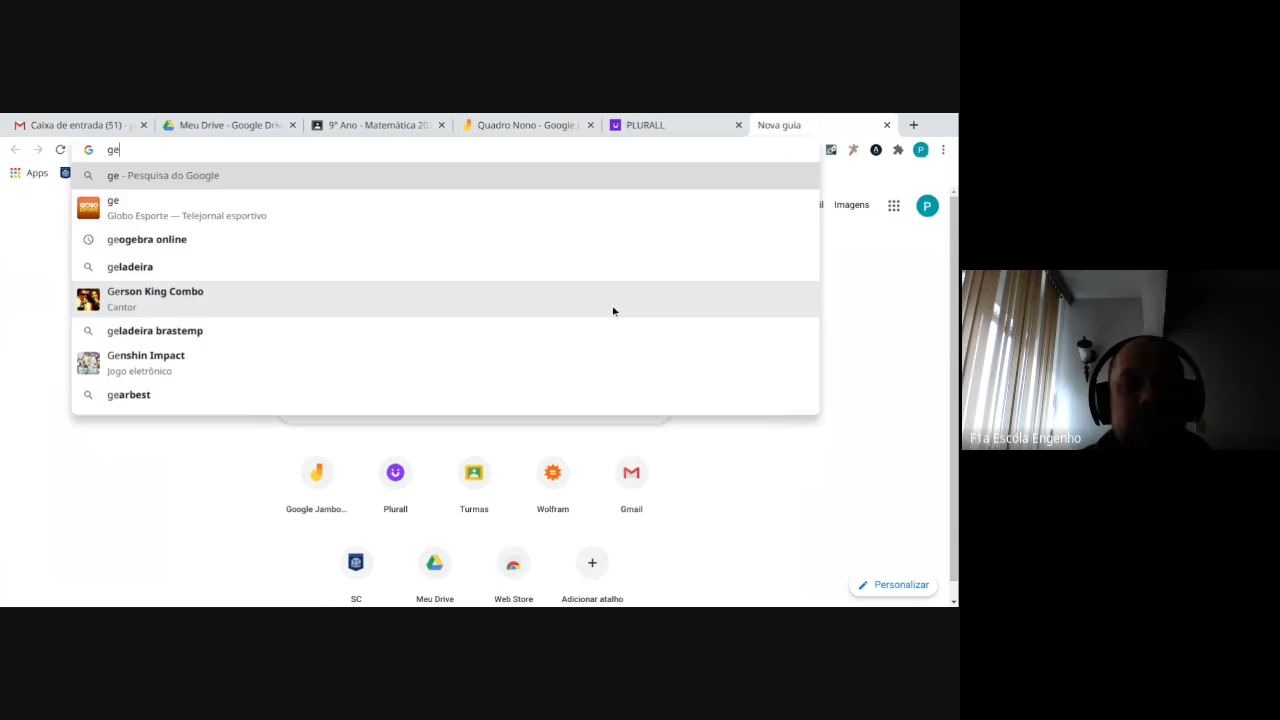 Caixa de entrada (51) -
Meu Drive - Google Dri
9º Ano - Matemática 20
Quadro Nono - Google J
PLURALL
Nova guia
ge
P
Apps
ge - Pesquisa do Google
ge
Globo Esporte — Telejornal esportivo
Imagens
P
geogebra online
geladeira
Gerson King Combo
Cantor
geladeira brastemp
Genshin Impact
Jogo eletrônico
gearbest
F1a Escola Engenho
Google Jambo...
Plurall
Turmas
Wolfram
Gmail
SC
Meu Drive
Web Store
Adicionar atalho
Personalizar